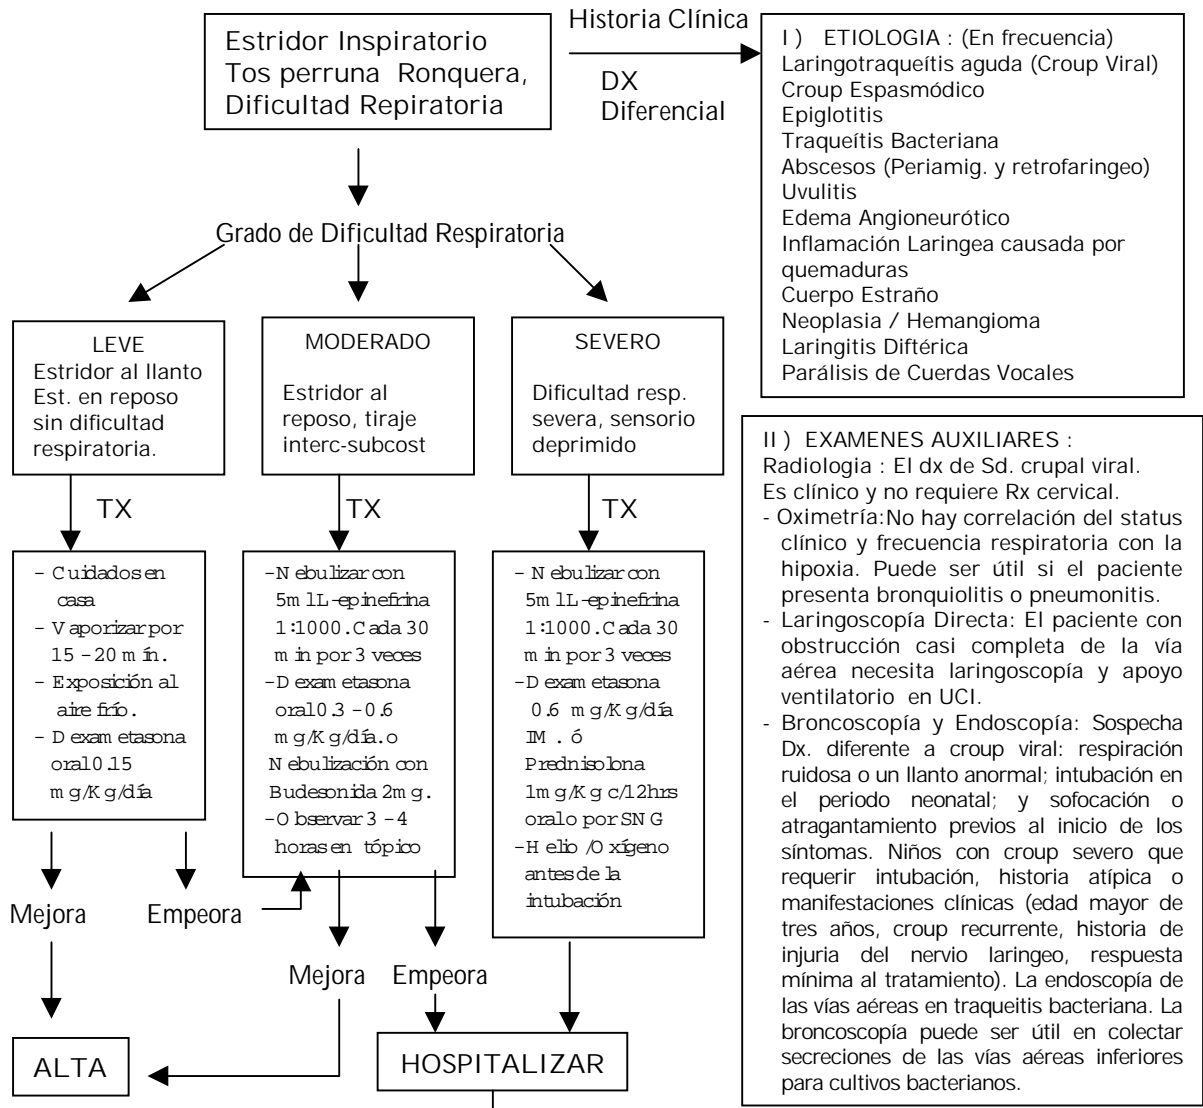 Estridor Inspiratorio
Tos perruna Ronquera,
Dificultad Repiratoria
Historia Clínica
DX
Diferencial
I) ETIOLOGIA : (En frecuencia)
Laringotraqueítis aguda (Croup Viral)
Croup Espasmódico
Epiglotitis
Traqueítis Bacteriana
Abscesos (Periamig. y retrofaringeo)
Uvulitis
Edema Angioneurótico
Inflamación Laringea causada por
quemaduras
Cuerpo Estraño
Neoplasia / Hemangioma
Laringitis Diftérica
Parálisis de Cuerdas Vocales
Grado de Dificultad Respiratoria
LEVE
Estridor al llanto
Est. en reposo
sin dificultad
respiratoria.
MODERADO
Estridor al
reposo, tiraje
interc-subcost
SEVERO
Dificultad resp.
severa, sensorio
deprimido
TX
TX
TX
- Cuidados en
casa
- Vaporizar por
15 - 20 mín.
- Exposición al
aire frío.
- Dexametasona
oral 0.15
mg/Kg/día
-Nebulizar con
5ml L-epinefrina
1:1000. Cada 30
min por 3 veces
-Dexametasona
oral 0.3 - 0.6
mg/Kg/día. o
Nebulización con
Budesonida 2mg.
-Observar 3 - 4
horas en tópico
- Nebulizar con
5ml L-epinefrina
1:1000. Cada 30
min por 3 veces
-Dexametasona
0.6 mg/Kg/día
IM. ó
Prednisolona
1mg/Kg c/12hrs
oral o por SNG
-Helio /Oxígeno
antes de la
intubación
Mejora
Empeora
Mejora
Empeora
ALTA
HOSPITALIZAR
II) EXAMENES AUXILIARES :
Radiologia : El dx de Sd. crupal viral.
Es clínico y no requiere Rx cervical.
- Oximetría:No hay correlación del status
clínico y frecuencia respiratoria con la
hipoxia. Puede ser útil si el paciente
presenta bronquiolitis o pneumonitis.
- Laringoscopía Directa: El paciente con
obstrucción casi completa de la vía
aérea necesita laringoscopía y apoyo
ventilatorio en UCI.
- Broncoscopía y Endoscopía: Sospecha
Dx. diferente a croup viral: respiración
ruidosa o un llanto anormal; intubación en
el periodo neonatal; y sofocación o
atragantamiento previos al inicio de los
síntomas. Niños con croup severo que
requerir intubación, historia atípica o
manifestaciones clínicas (edad mayor de
tres años, croup recurrente, historia de
injuria del nervio laringeo, respuesta
mínima al tratamiento). La endoscopía de
las vías aéreas en traqueitis bacteriana. La
broncoscopía puede ser útil en colectar
secreciones de las vías aéreas inferiores
para cultivos bacterianos.